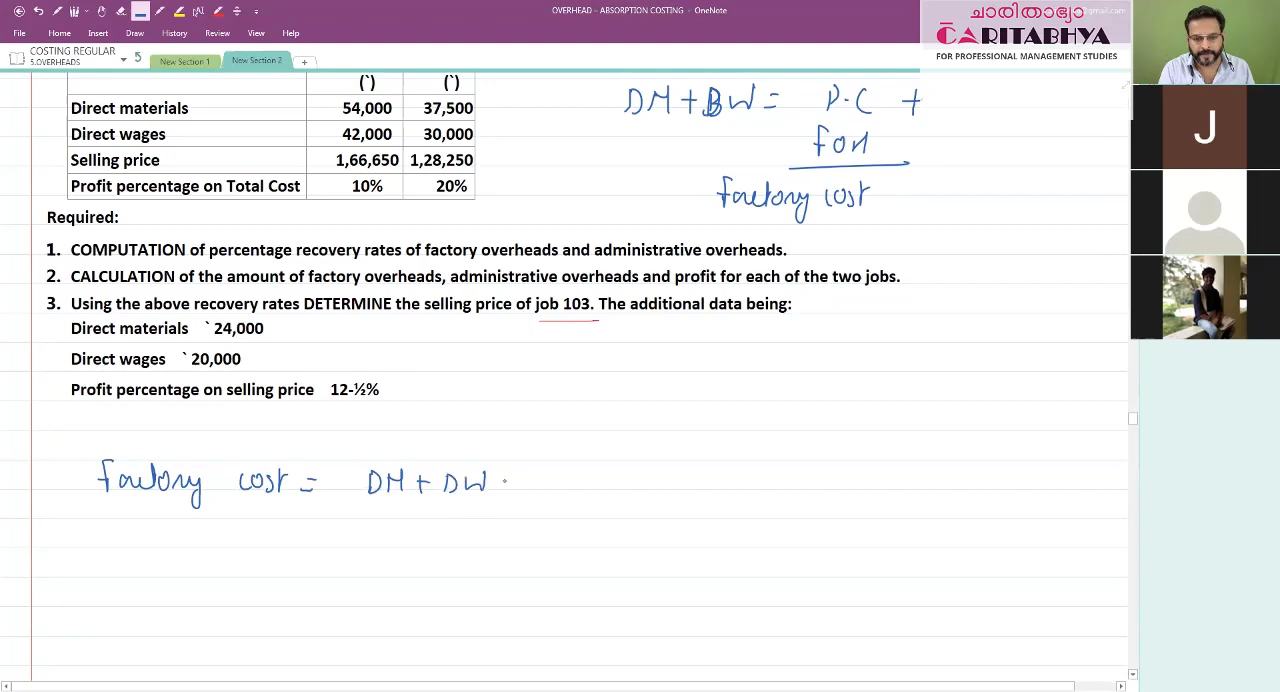 OVERHEAD – ABSORPTION COSTING - OneNote
ചാരിതാഭ്യാ
@gmail.com
CARITABHYA
FOR PROFESSIONAL MANAGEMENT STUDIES
File Home Insert Draw History Review View Help
COSTING REGULAR
5.OVERHEADS
5
New Section 1 New Section 2 +
(`) (`)
Direct materials 54,000 37,500
Direct wages 42,000 30,000
Selling price 1,66,650 1,28,250
Profit percentage on Total Cost 10% 20%
DM + DW = P.C +
FOH
Factory cost
Required:
1. COMPUTATION of percentage recovery rates of factory overheads and administrative overheads.
2. CALCULATION of the amount of factory overheads, administrative overheads and profit for each of the two jobs.
3. Using the above recovery rates DETERMINE the selling price of job 103. The additional data being:
Direct materials ` 24,000
Direct wages ` 20,000
Profit percentage on selling price 12-½%
Factory cost = DM + DW
J